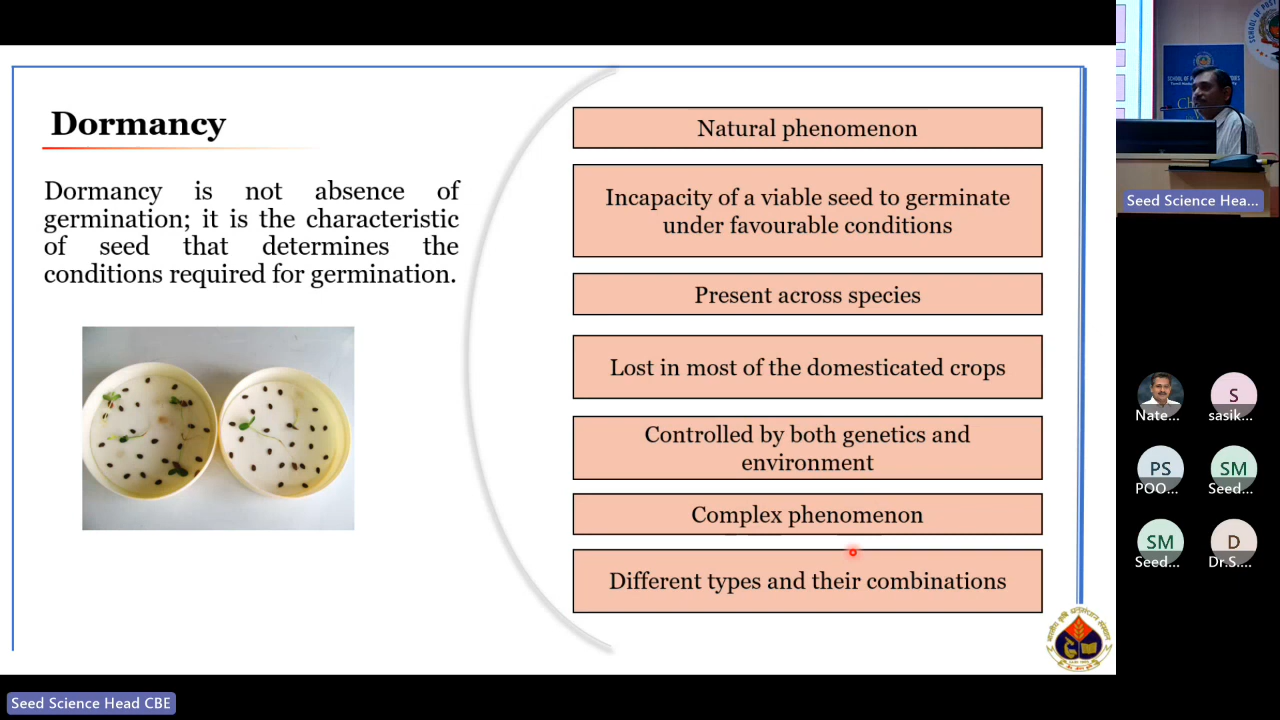 Dormancy
Dormancy is not absence of
germination; it is the characteristic
of seed that determines the
conditions required for germination.
Natural phenomenon
Incapacity of a viable seed to germinate
under favourable conditions
Present across species
Lost in most of the domesticated crops
Controlled by both genetics and
environment
Complex phenomenon
Different types and their combinations
Seed Science Hea...
Nate...
S
sasik...
PS
POO...
SM
Seed...
SM
Seed...
D
Dr.S....
Seed Science Head CBE